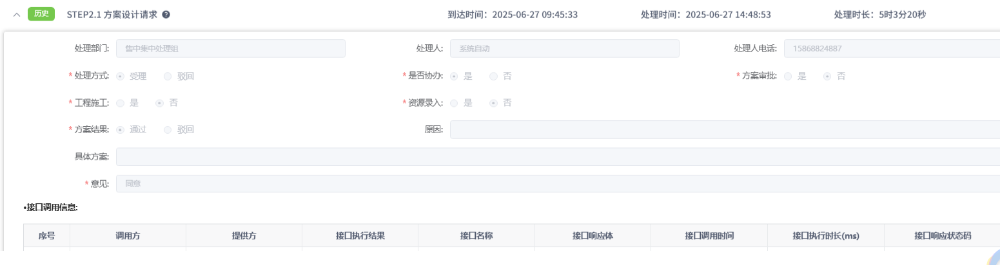 历史 STEP2.1 方案设计请求 ? 到达时间：2025-06-27 09:45:33 处理时间：2025-06-27 14:48:53 处理时长：5时3分20秒
处理部门: 售中集中处理组 处理人: 系统自动 处理人电话: 15868824887
* 处理方式: 受理 驳回 * 是否协办: 是 否 * 方案审批: 是 否
* 工程施工: 是 否 * 资源录入: 是 否
* 方案结果: 通过 驳回 原因:
具体方案:
* 意见: 同意
•接口调用信息:
序号 调用方 提供方 接口执行结果 接口名称 接口响应体 接口调用时间 接口执行时长(ms) 接口响应状态码